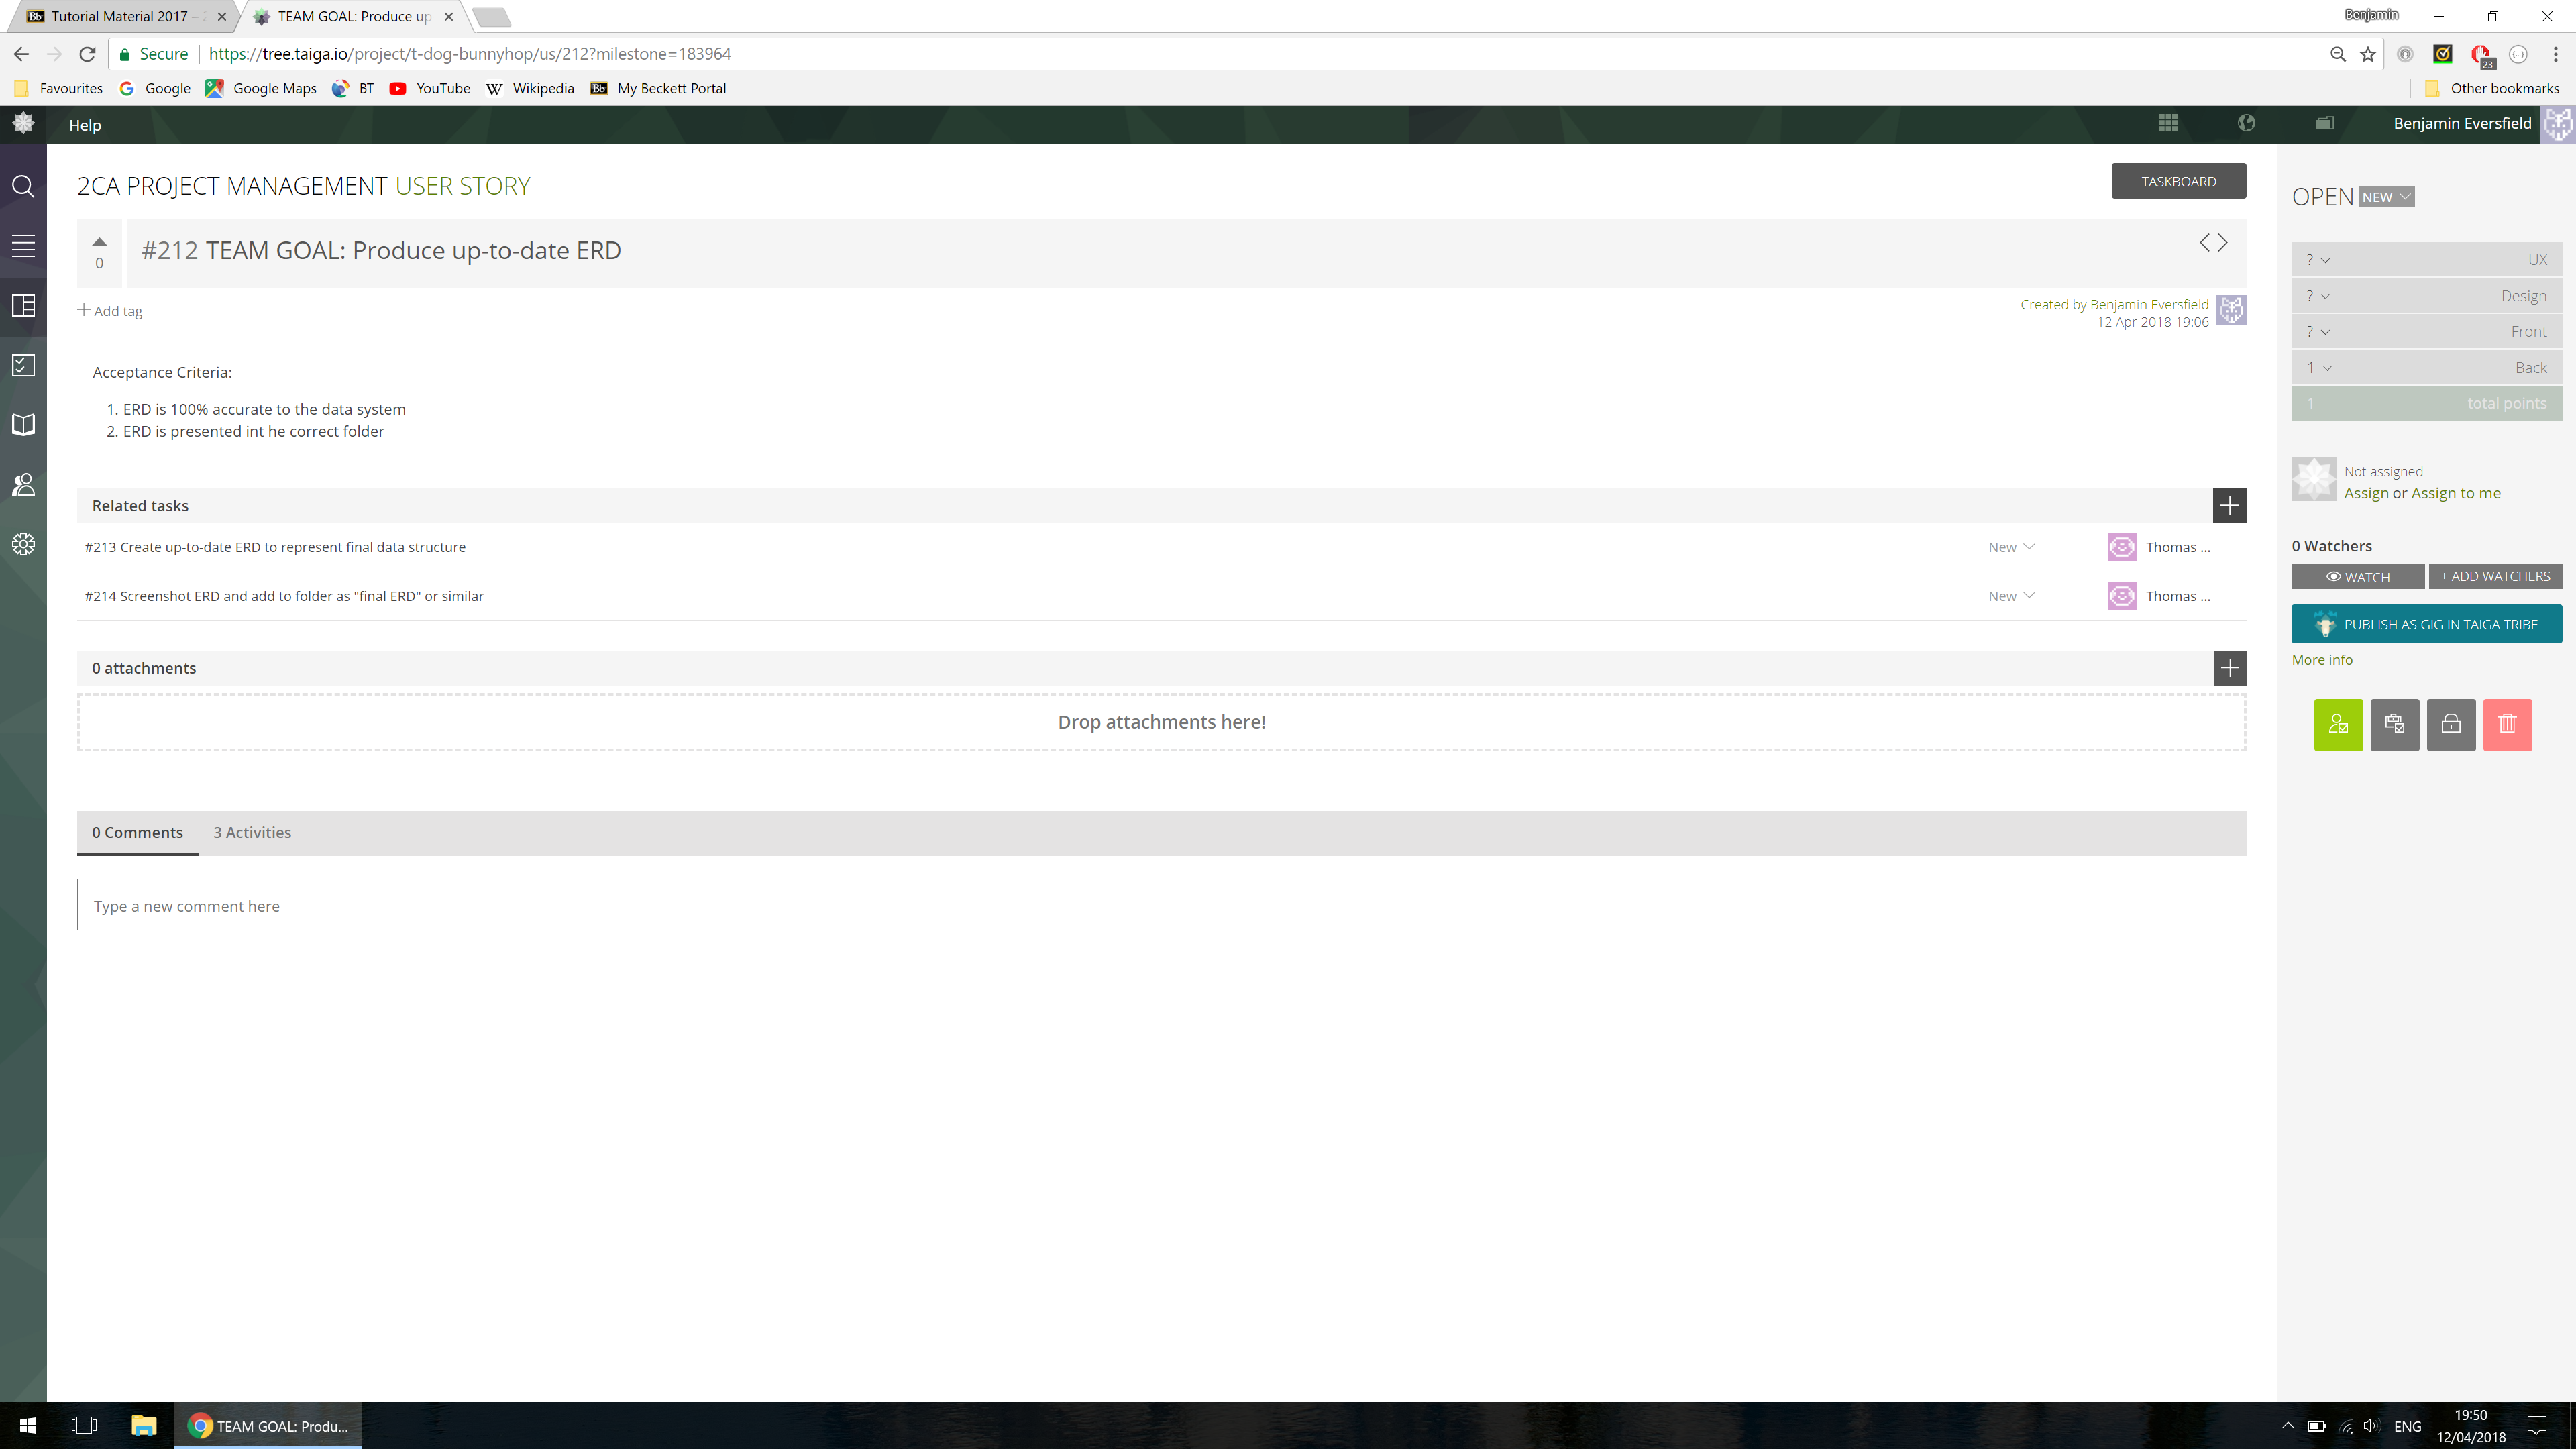 Tutorial Material 2017 –
TEAM GOAL: Produce up
Benjamin
Secure
https://tree.taiga.io/project/t-dog-bunnyhop/us/212?milestone=183964
23
Favourites
Google
Google Maps
BT
YouTube
Wikipedia
Bb
My Beckett Portal
Other bookmarks
Help
Benjamin Eversfield
2CA PROJECT MANAGEMENT USER STORY
TASKBOARD
OPEN NEW
0
#212 TEAM GOAL: Produce up-to-date ERD
Add tag
Created by Benjamin Eversfield
12 Apr 2018 19:06
? UX
? Design
? Front
1 Back
1 total points
Acceptance Criteria:
1. ERD is 100% accurate to the data system
2. ERD is presented int he correct folder
Not assigned
Assign or Assign to me
Related tasks
#213 Create up-to-date ERD to represent final data structure New Thomas ...
#214 Screenshot ERD and add to folder as "final ERD" or similar New Thomas ...
0 Watchers
WATCH
+ ADD WATCHERS
PUBLISH AS GIG IN TAIGA TRIBE
More info
0 attachments
Drop attachments here!
0 Comments 3 Activities
Type a new comment here
TEAM GOAL: Produ...
ENG
19:50
12/04/2018